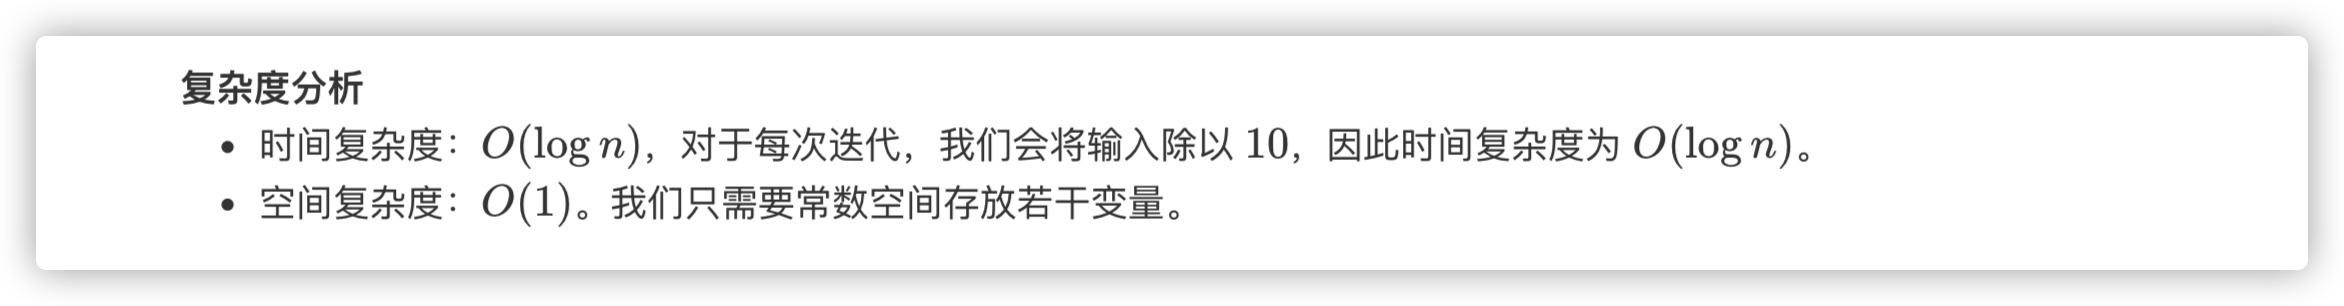 复杂度分析
• 时间复杂度：O(log n)，对于每次迭代，我们会将输入除以 10，因此时间复杂度为 O(log n)。
• 空间复杂度：O(1)。我们只需要常数空间存放若干变量。